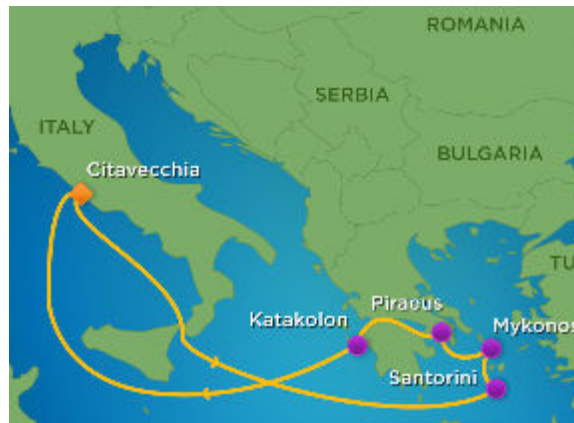 ROMANIA
SERBIA
ITALY
BULGARIA
Citavecchia
TU
Piraeus
Katakolon
Mykonos
Santorini